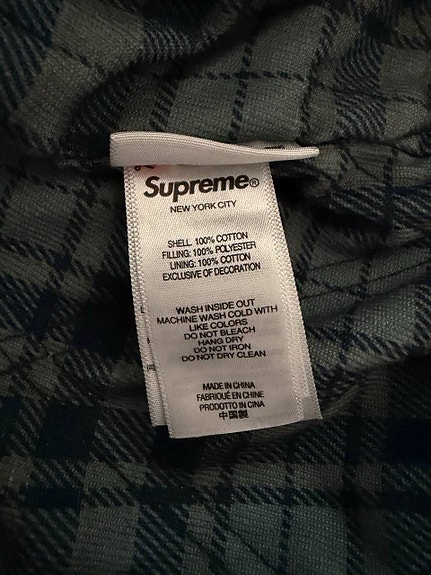 Supreme®
NEW YORK CITY
SHELL: 100% COTTON
FILLING: 100% POLYESTER
LINING: 100% COTTON
EXCLUSIVE OF DECORATION
WASH INSIDE OUT
MACHINE WASH COLD WITH
LIKE COLORS
DO NOT BLEACH
HANG DRY
DO NOT IRON
DO NOT DRY CLEAN
MADE IN CHINA
FABRIQUÉ EN CHINE
PRODOTTO IN CINA
中国製